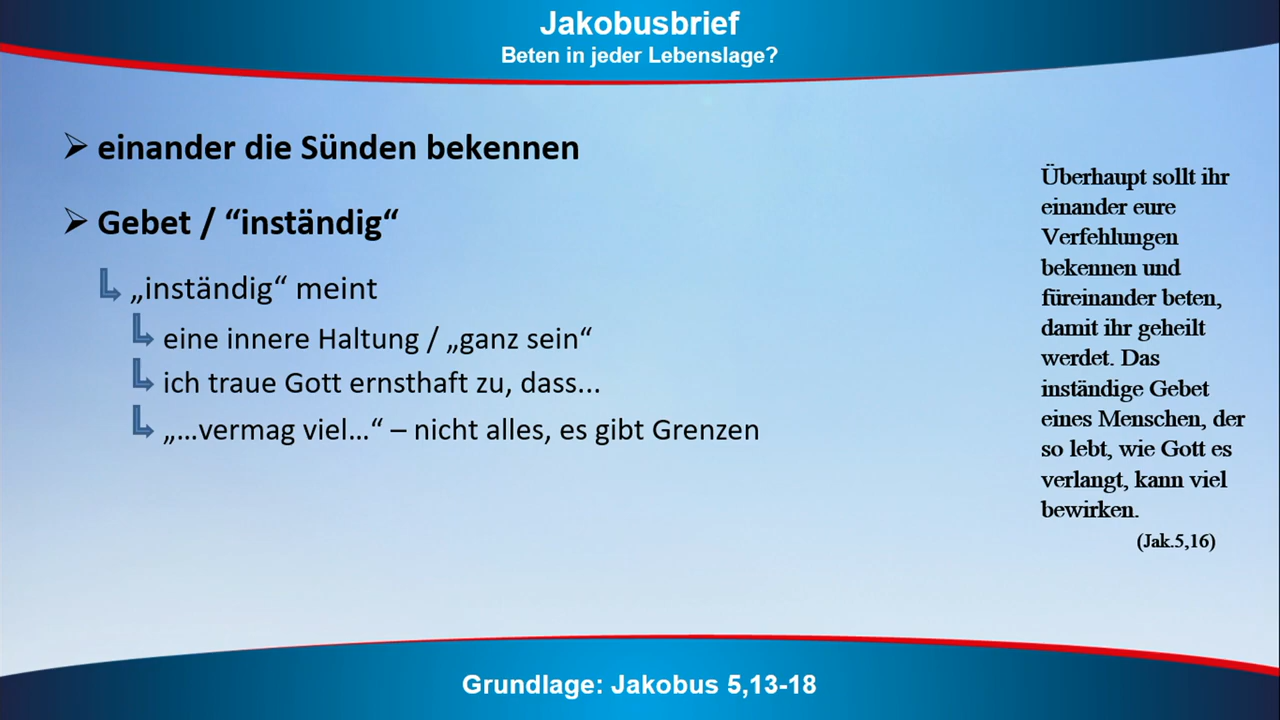 Jakobusbrief
Beten in jeder Lebenslage?
einander die Sünden bekennen
Gebet / “inständig“
„inständig“ meint
eine innere Haltung / „ganz sein“
ich traue Gott ernsthaft zu, dass...
„…vermag viel…“ – nicht alles, es gibt Grenzen
Überhaupt sollt ihr
einander eure
Verfehlungen
bekennen und
füreinander beten,
damit ihr geheilt
werdet. Das
inständige Gebet
eines Menschen, der
so lebt, wie Gott es
verlangt, kann viel
bewirken.
(Jak.5,16)
Grundlage: Jakobus 5,13-18